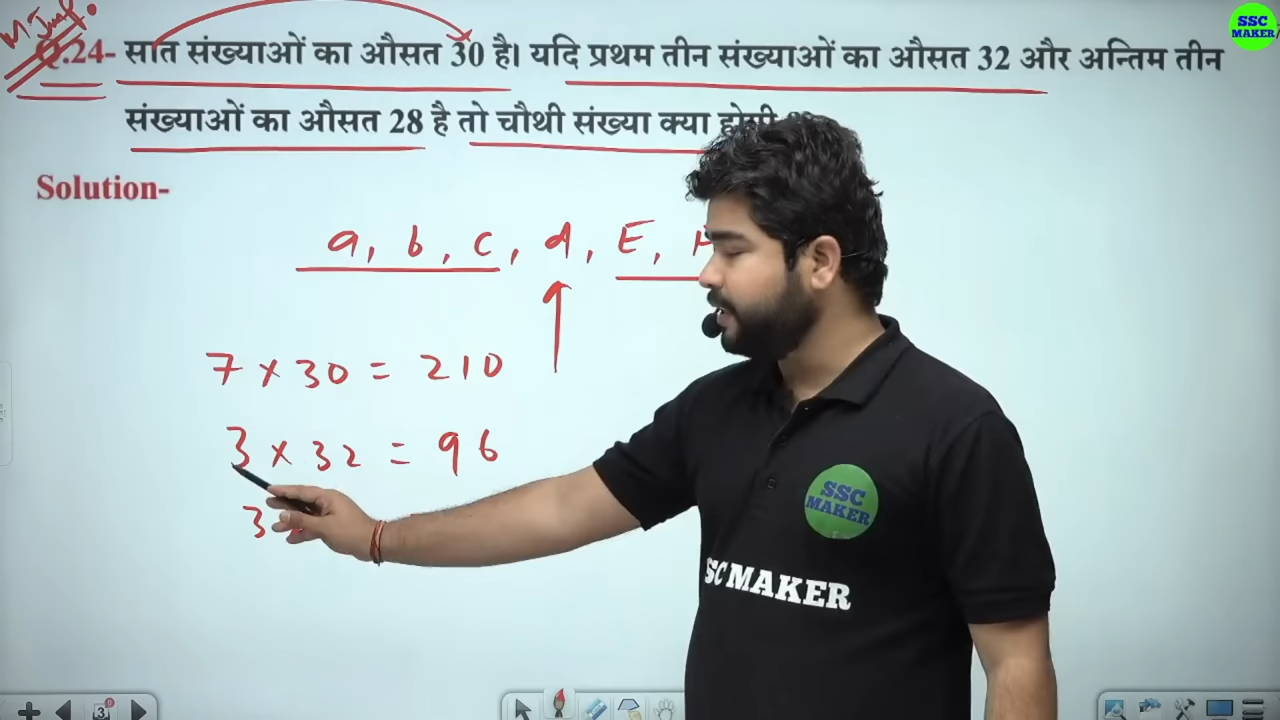 SSC MAKER
Q.24- सात संख्याओं का औसत 30 है। यदि प्रथम तीन संख्याओं का औसत 32 और अन्तिम तीन
संख्याओं का औसत 28 है तो चौथी संख्या क्या होगी
Solution-
a, b, c, d, E,
7 × 30 = 210
3 × 32 = 96
3
SSC MAKER
SSC MAKER